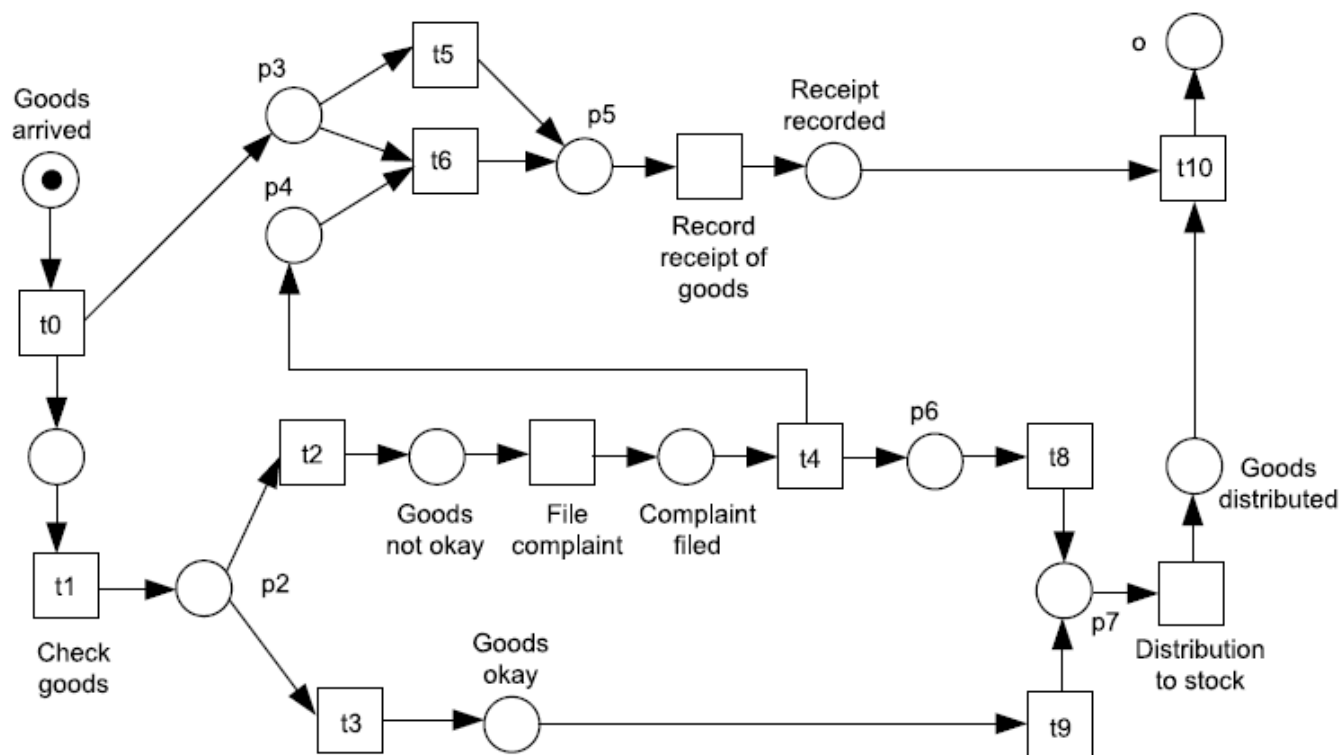 o
t5
p3
Goods
arrived
Receipt
recorded
p5
t6
t10
p4
Record
receipt of
goods
t0
p6
t2
t4
t8
Goods
not okay
File
complaint
Complaint
filed
Goods
distributed
t1
p2
p7
Check
goods
Goods
okay
Distribution
to stock
t3
t9